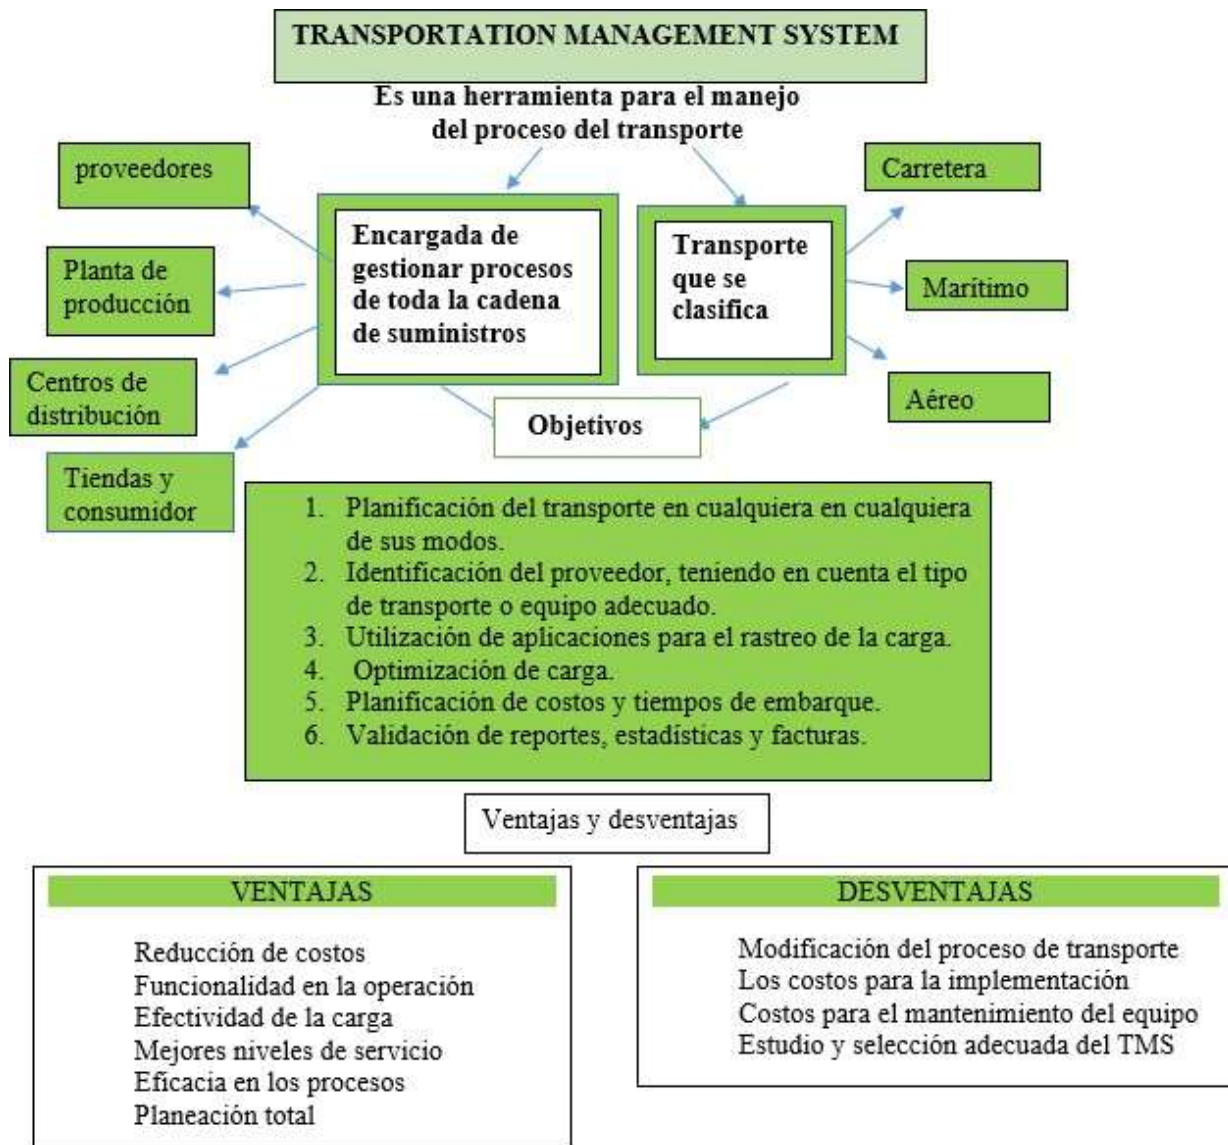 TRANSPORTATION MANAGEMENT SYSTEM
Es una herramienta para el manejo
del proceso del transporte
proveedores
Planta de
producción
Centros de
distribución
Tiendas y
consumidor
Encargada de
gestionar procesos
de toda la cadena
de suministros
Transporte
que se
clasifica
Carretera
Marítimo
Aéreo
Objetivos
1. Planificación del transporte en cualquiera en cualquiera
de sus modos.
2. Identificación del proveedor, teniendo en cuenta el tipo
de transporte o equipo adecuado.
3. Utilización de aplicaciones para el rastreo de la carga.
4. Optimización de carga.
5. Planificación de costos y tiempos de embarque.
6. Validación de reportes, estadísticas y facturas.
Ventajas y desventajas
VENTAJAS
Reducción de costos
Funcionalidad en la operación
Efectividad de la carga
Mejores niveles de servicio
Eficacia en los procesos
Planeación total
DESVENTAJAS
Modificación del proceso de transporte
Los costos para la implementación
Costos para el mantenimiento del equipo
Estudio y selección adecuada del TMS